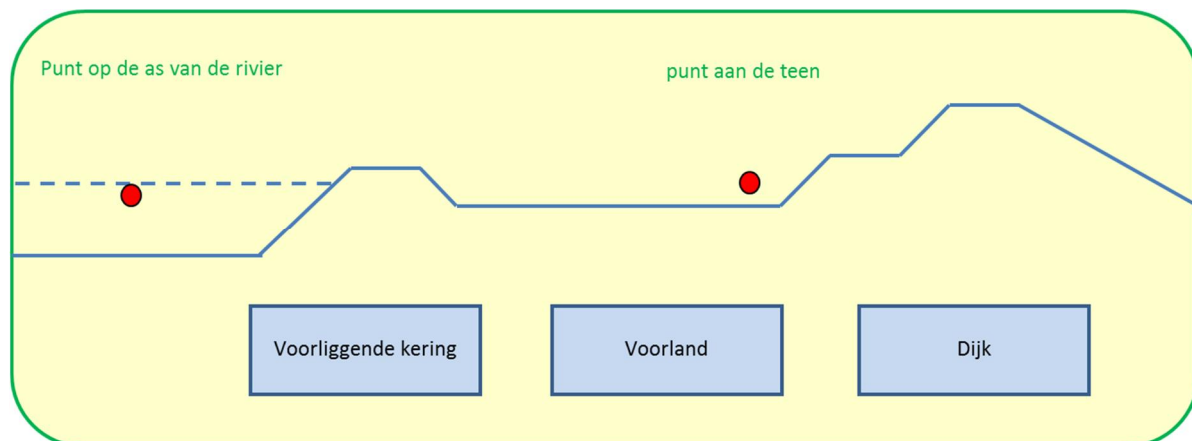 Punt op de as van de rivier
punt aan de teen
Voorliggende kering
Voorland
Dijk